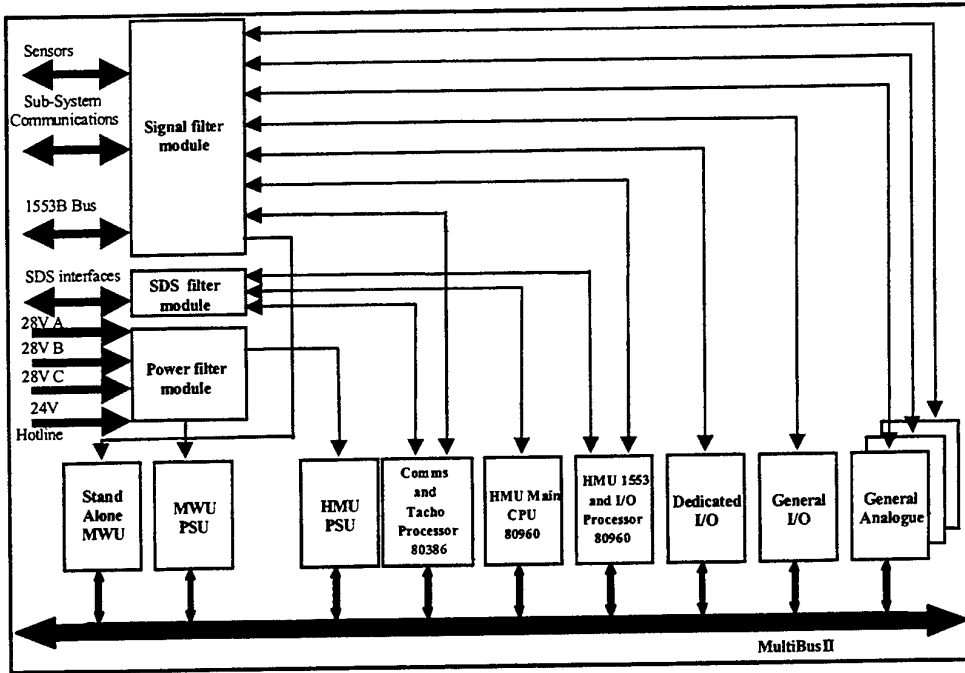 Sensors
Sub-System
Communications
1553B Bus
SDS interfaces
28V A
28V B
28V C
24V
Hotline
Signal filter
module
SDS filter
module
Power filter
module
Stand
Alone
MWU
MWU
PSU
HMU
PSU
Comms
and
Tacho
Processor
80386
HMU Main
CPU
80960
HMU 1553
and I/O
Processor
80960
Dedicated
I/O
General
I/O
General
Analogue
MultiBus II